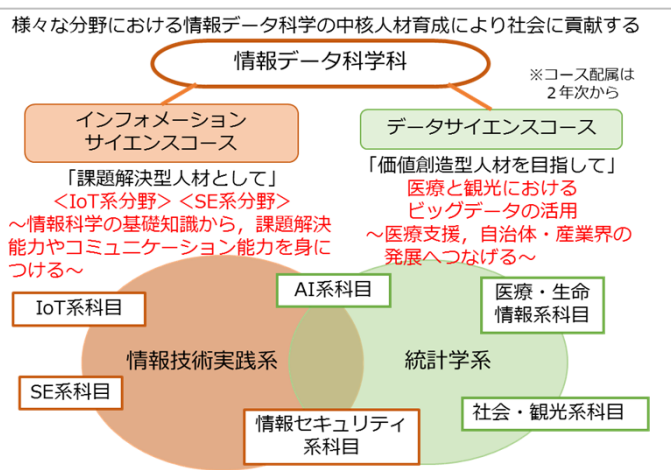 様々な分野における情報データ科学の中核人材育成により社会に貢献する
情報データ科学科
※コース配属は
２年次から
インフォメーション
サイエンスコース
データサイエンスコース
「課題解決型人材として」
＜IoT系分野＞＜SE系分野＞
～情報科学の基礎知識から，課題解決
能力やコミュニケーション能力を身に
つける～
「価値創造型人材を目指して」
医療と観光における
ビッグデータの活用
～医療支援，自治体・産業界の
発展へつなげる～
AI系科目
IoT系科目
医療・生命
情報系科目
情報技術実践系
統計学系
SE系科目
社会・観光系科目
情報セキュリティ
系科目